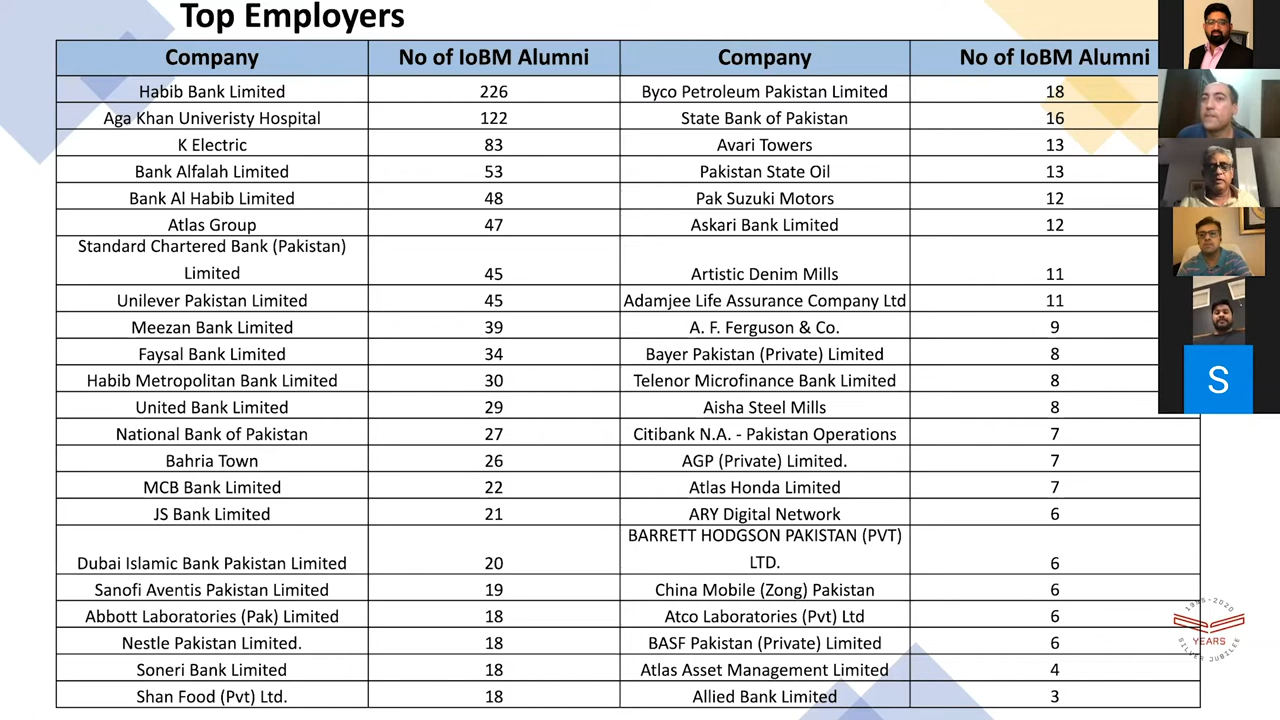 Top Employers
Company No of IoBM Alumni Company No of IoBM Alumni
Habib Bank Limited 226 Byco Petroleum Pakistan Limited 18
Aga Khan Univeristy Hospital 122 State Bank of Pakistan 16
K Electric 83 Avari Towers 13
Bank Alfalah Limited 53 Pakistan State Oil 13
Bank Al Habib Limited 48 Pak Suzuki Motors 12
Atlas Group 47 Askari Bank Limited 12
Standard Chartered Bank (Pakistan)
Limited 45 Artistic Denim Mills 11
Unilever Pakistan Limited 45 Adamjee Life Assurance Company Ltd 11
Meezan Bank Limited 39 A. F. Ferguson & Co. 9
Faysal Bank Limited 34 Bayer Pakistan (Private) Limited 8
Habib Metropolitan Bank Limited 30 Telenor Microfinance Bank Limited 8
United Bank Limited 29 Aisha Steel Mills 8
National Bank of Pakistan 27 Citibank N.A. - Pakistan Operations 7
Bahria Town 26 AGP (Private) Limited. 7
MCB Bank Limited 22 Atlas Honda Limited 7
JS Bank Limited 21 ARY Digital Network 6
BARRETT HODGSON PAKISTAN (PVT)
Dubai Islamic Bank Pakistan Limited 20 LTD. 6
Sanofi Aventis Pakistan Limited 19 China Mobile (Zong) Pakistan 6
Abbott Laboratories (Pak) Limited 18 Atco Laboratories (Pvt) Ltd 6
Nestle Pakistan Limited. 18 BASF Pakistan (Private) Limited 6
Soneri Bank Limited 18 Atlas Asset Management Limited 4
Shan Food (Pvt) Ltd. 18 Allied Bank Limited 3
S
1995-2020
YEARS
SILVER JUBILEE